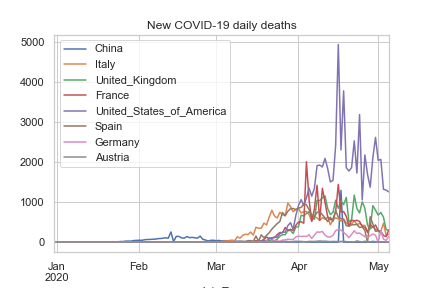 New COVID-19 daily deaths
5000
4000
3000
2000
1000
0
China
Italy
United_Kingdom
France
United_States_of_America
Spain
Germany
Austria
Jan
2020
Feb
Mar
Apr
May